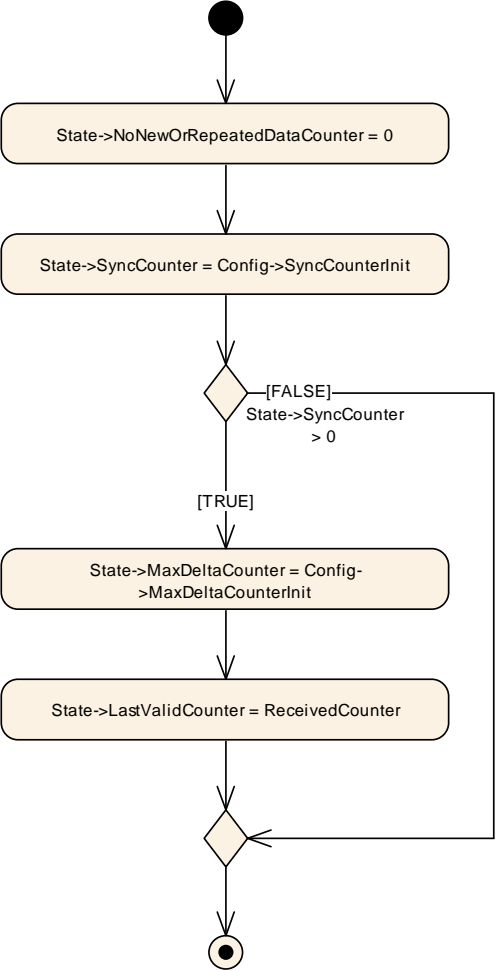 State->NoNewOrRepeatedDataCounter = 0
State->SyncCounter = Config->SyncCounterInit
[FALSE]
State->SyncCounter
> 0
[TRUE]
State->MaxDeltaCounter = Config-
>MaxDeltaCounterInit
State->LastValidCounter = ReceivedCounter